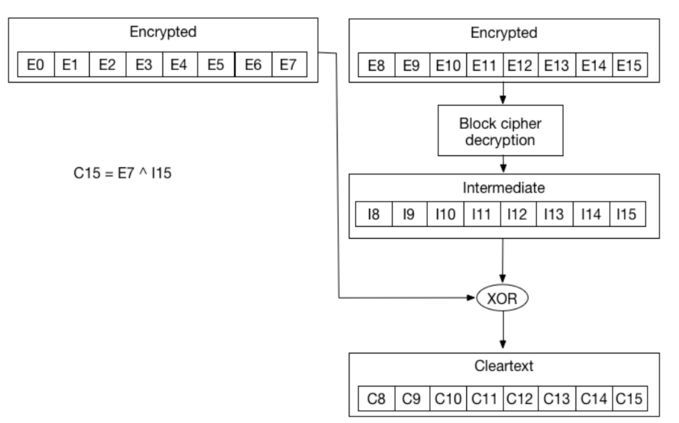 Encrypted
E0 E1 E2 E3 E4 E5 E6 E7
Encrypted
E8 E9 E10 E11 E12 E13 E14 E15
Block cipher
decryption
C15 = E7 ^ I15
Intermediate
I8 I9 I10 I11 I12 I13 I14 I15
XOR
Cleartext
C8 C9 C10 C11 C12 C13 C14 C15